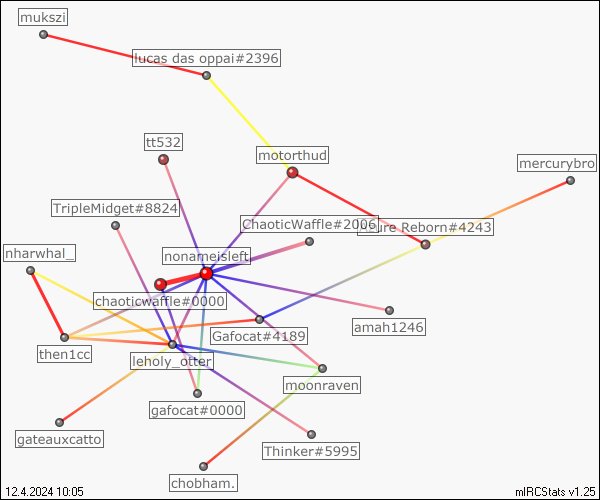 mukszi
lucas das oppai#2396
tt532
motorthud
mercurybro
TripleMidget#8824
ChaoticWaffle#2006
Azure Reborn#4243
nharwhal_
nonameisleft
chaoticwaffle#0000
Gafocat#4189
amah1246
then1cc
leholy_otter
moonraven
gafocat#0000
gateauxcatto
Thinker#5995
chobham.
12.4.2024 10:05
mIRCStats v1.25